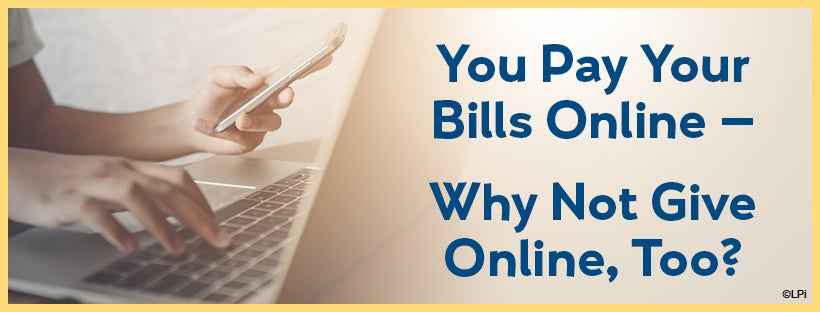 You Pay Your
Bills Online –
Why Not Give
Online, Too?
©LPi